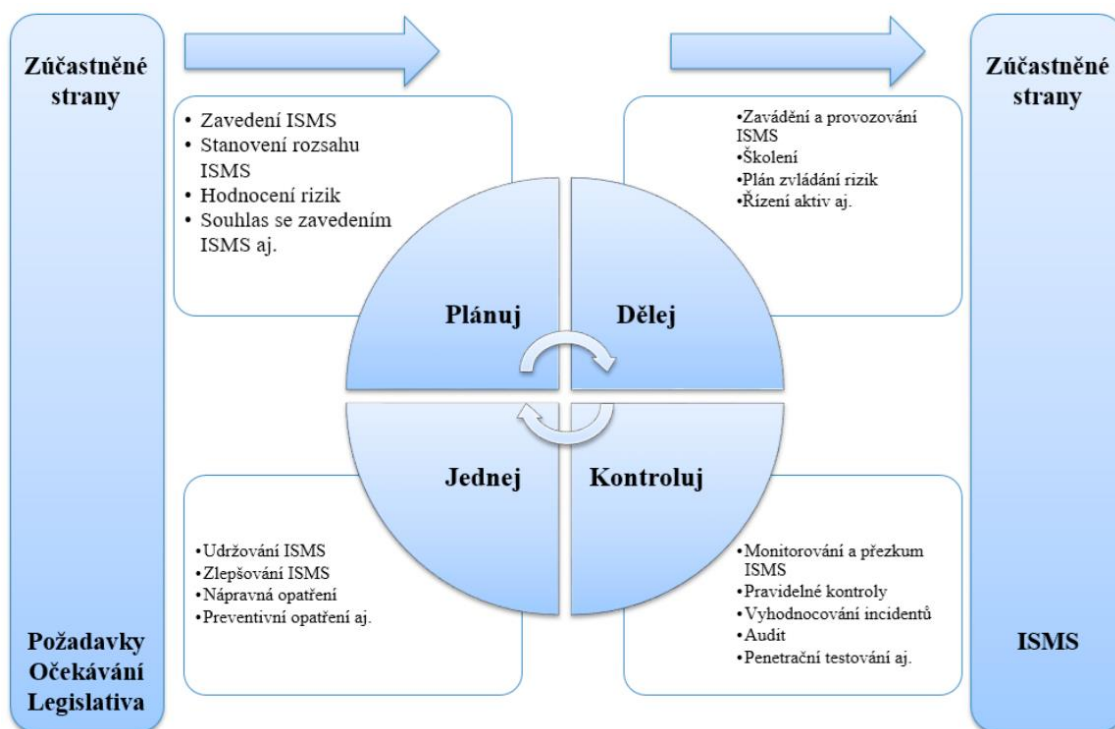 Zúčastněné
strany
Požadavky
Očekávání
Legislativa
• Zavedení ISMS
• Stanovení rozsahu
ISMS
• Hodnocení rizik
• Souhlas se zavedením
ISMS aj.
•Zavádění a provozování
ISMS
•Školení
•Plán zvládání rizik
•Řízení aktiv aj.
Plánuj
Dělej
Jednej
Kontroluj
•Udržování ISMS
•Zlepšování ISMS
•Nápravná opatření
•Preventivní opatření aj.
•Monitorování a přezkum
ISMS
•Pravidelné kontroly
•Vyhodnocování incidentů
•Audit
•Penetrační testování aj.
Zúčastněné
strany
ISMS